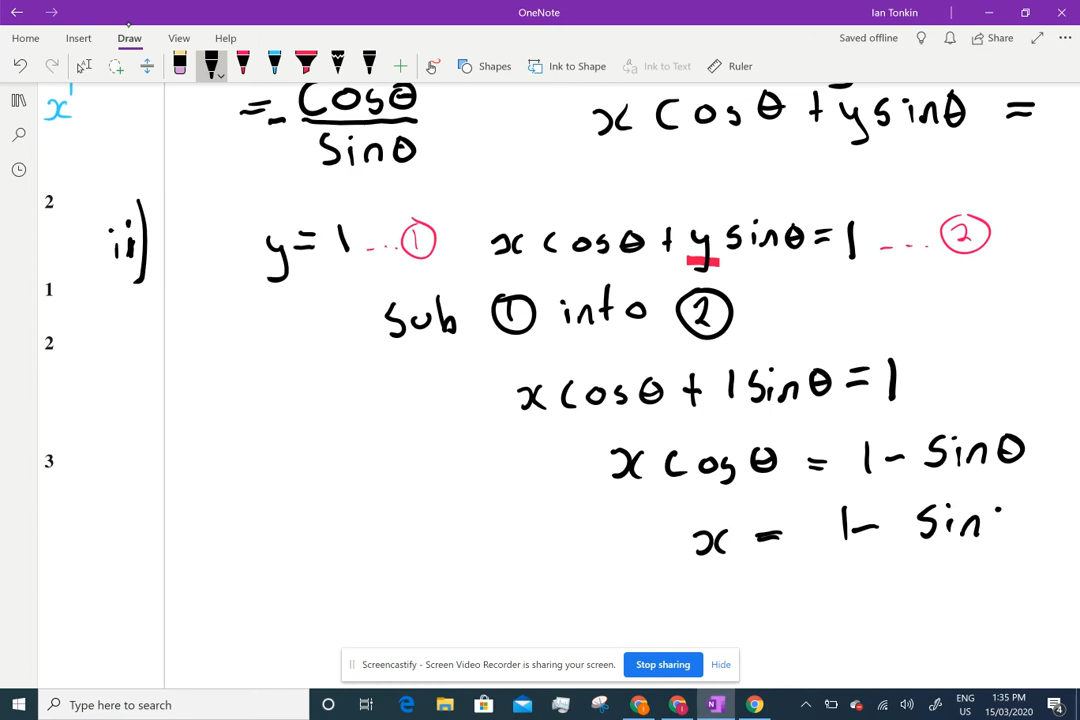 OneNote
Ian Tonkin
Home Insert Draw View Help
Saved offline
Share
Shapes
Ink to Shape
Ink to Text
Ruler
x'
= - cosθ / sinθ
x cosθ + y sinθ =
2
ii) y = 1 ... ① x cosθ + y sinθ = 1 ... ②
1
sub ① into ②
2
x cosθ + 1 sinθ = 1
3
x cosθ = 1 - sinθ
x = 1 - sin
Screencastify - Screen Video Recorder is sharing your screen.
Stop sharing
Hide
Type here to search
ENG
US
1:35 PM
15/03/2020
4